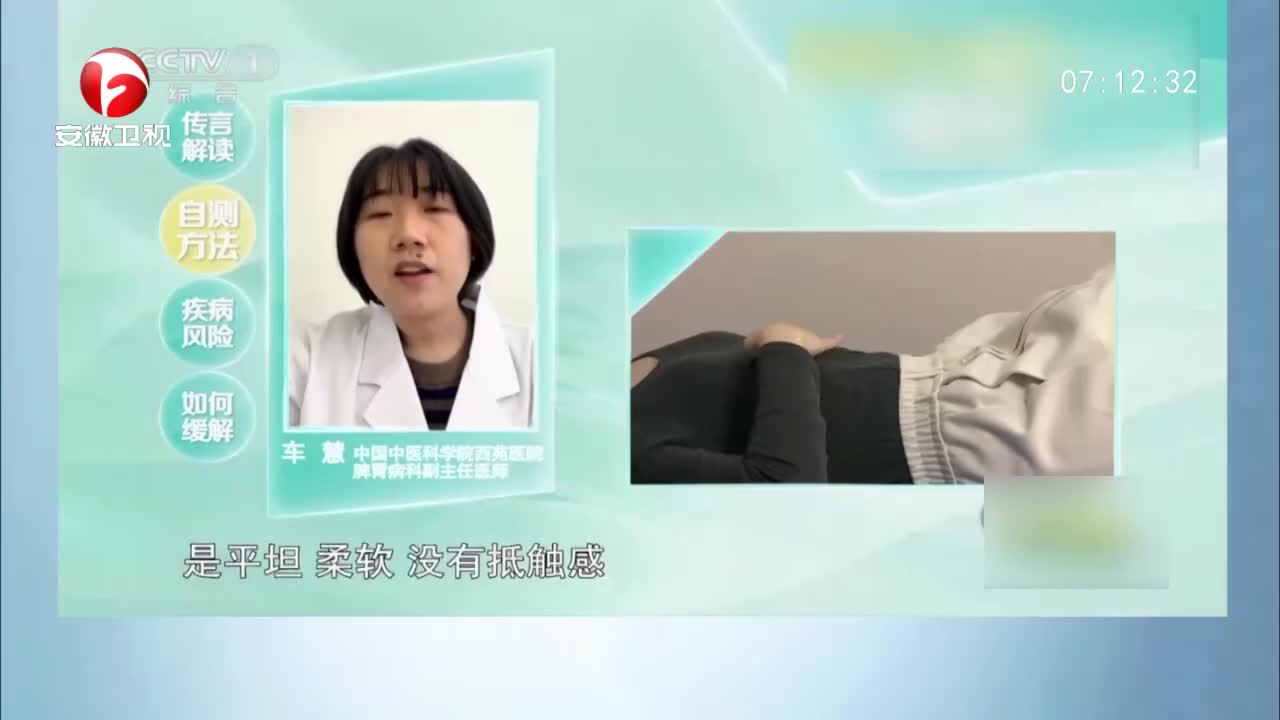 CCTV 1
综合
安徽卫视
07:12:32
传言
解读
自测
方法
疾病
风险
如何
缓解
车慧 中国中医科学院西苑医院
脾胃病科副主任医师
是平坦 柔软 没有抵触感